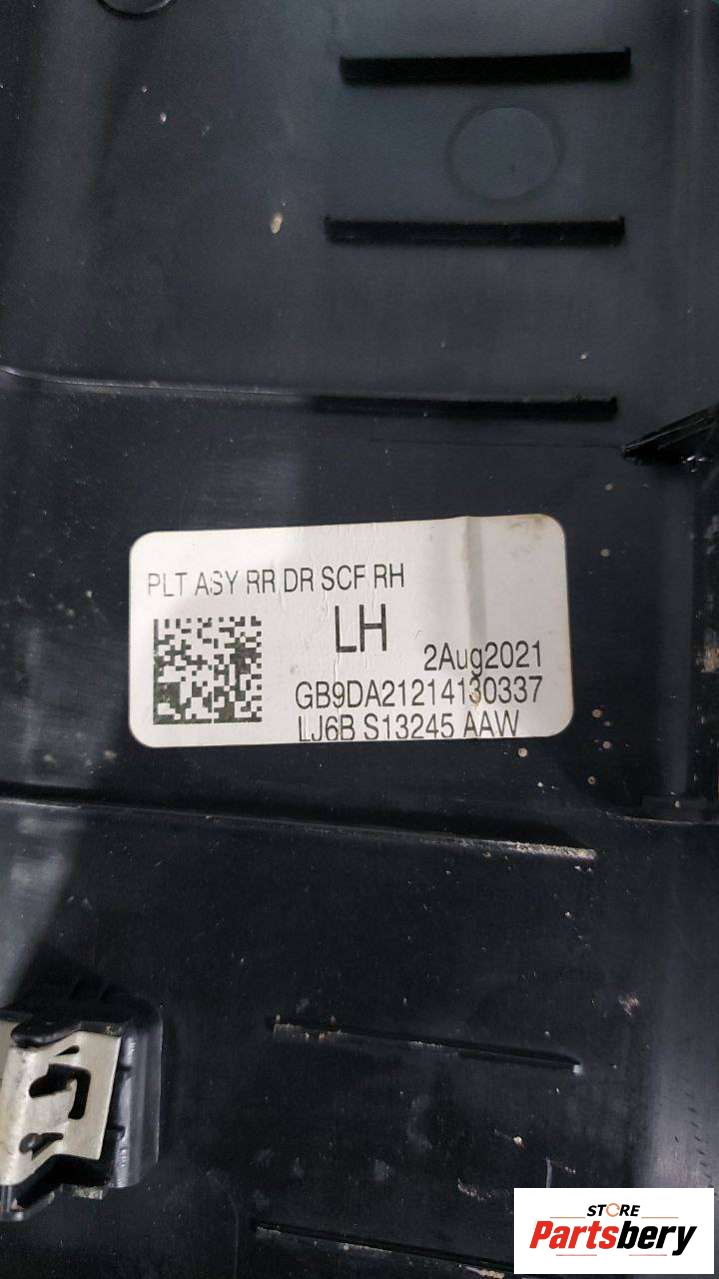 PLT ASY RR DR SCF RH
LH
2Aug2021
GB9DA21214130337
LJ6B S13245 AAW
STORE
Partsbery